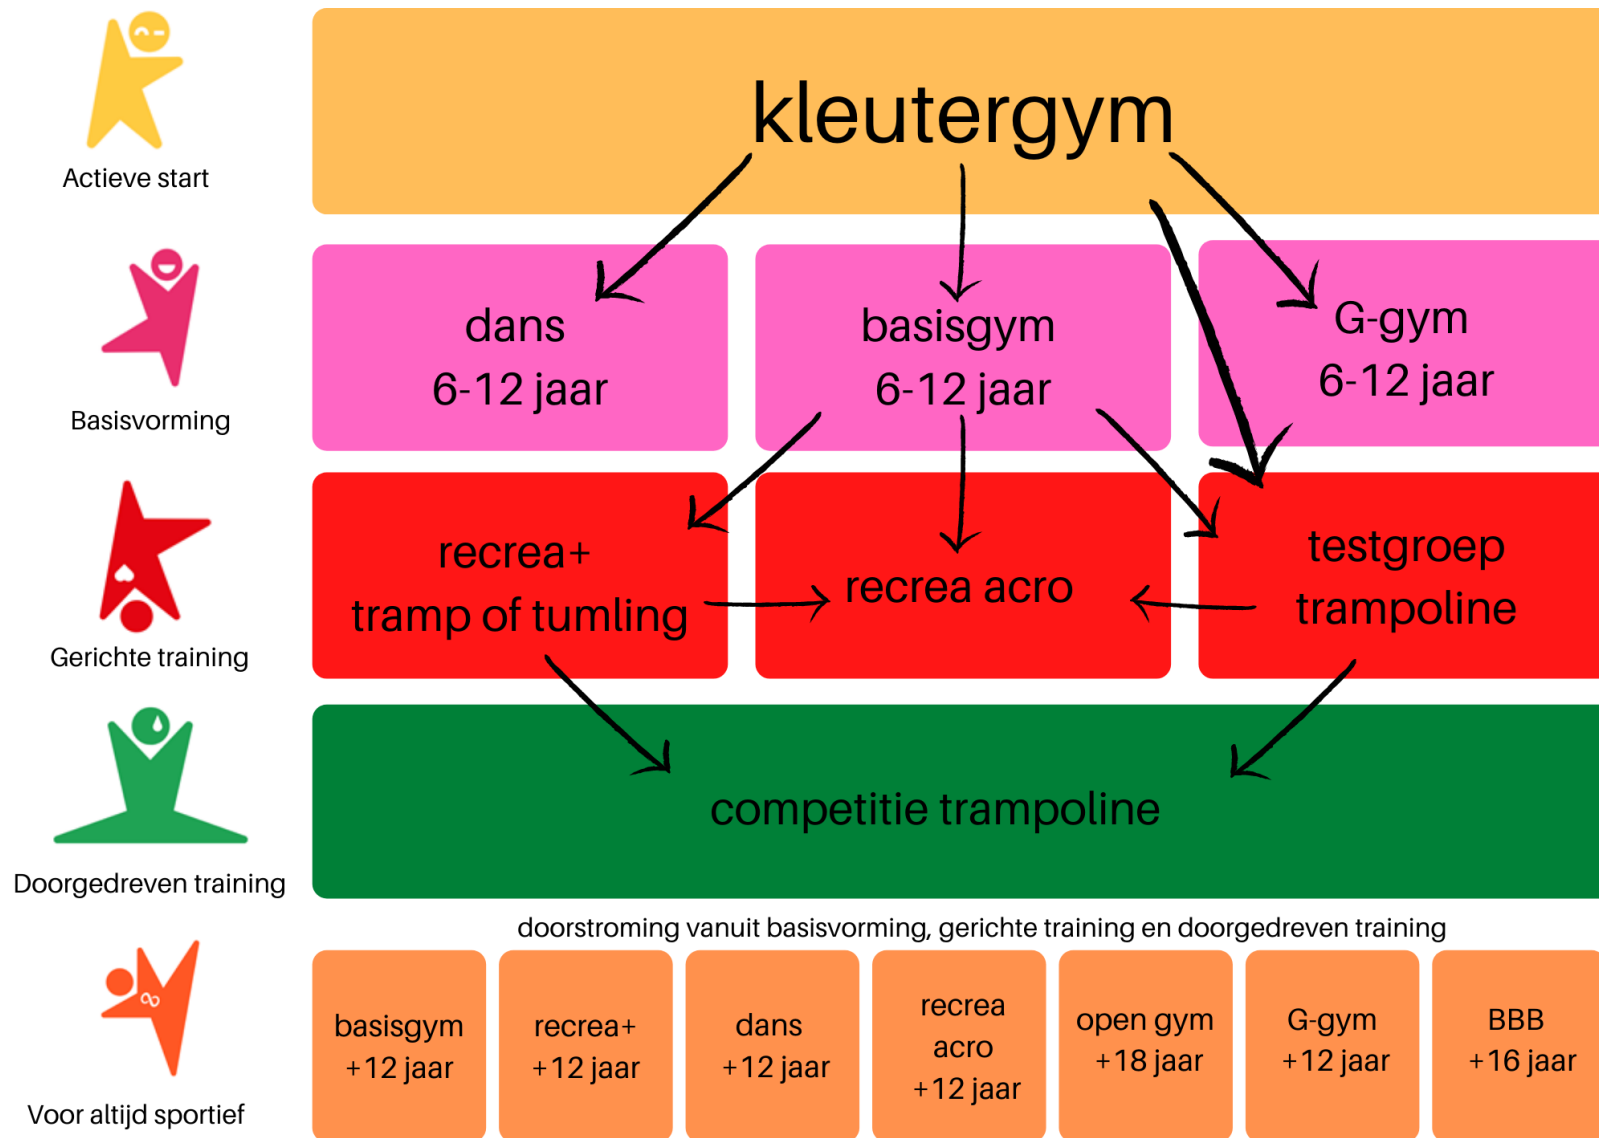 kleutergym
Actieve start
dans
6-12 jaar
basisgym
6-12 jaar
G-gym
6-12 jaar
Basisvorming
recrea+
tramp of tumling
recrea acro
testgroep
trampoline
Gerichte training
competitie trampoline
Doorgedreven training
doorstroming vanuit basisvorming, gerichte training en doorgedreven training
basisgym
+12 jaar
recrea+
+12 jaar
dans
+12 jaar
recrea
acro
+12 jaar
open gym
+18 jaar
G-gym
+12 jaar
BBB
+16 jaar
Voor altijd sportief